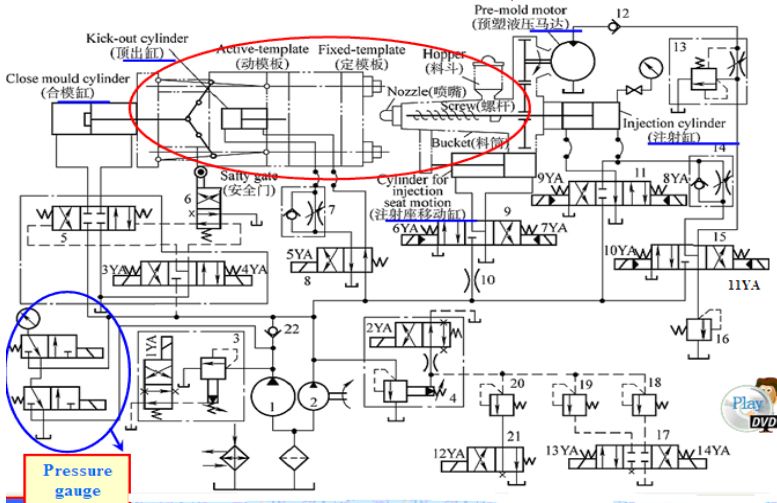 Pre-mold motor
(预塑液压马达)
12
Kick-out cylinder
(顶出缸)
Active-template
(动模板)
Fixed-template
(定模板)
Hopper
(料斗)
13
Close mould cylinder
(合模缸)
Nozzle(喷嘴)
Screw(螺杆)
Injection cylinder
(注射缸)
Bucket(料筒)
14
Safty gate
(安全门)
Cylinder for
injection
seat motion
(注射座移动缸)
6
7
9YA
11
8YA
5
6YA
9
7YA
15
3YA
4YA
5YA
8
10
10YA
11YA
22
2YA
16
1YA
3
1
2
4
20
19
18
Play
DVD
12YA
21
13YA
17
14YA
Pressure
gauge